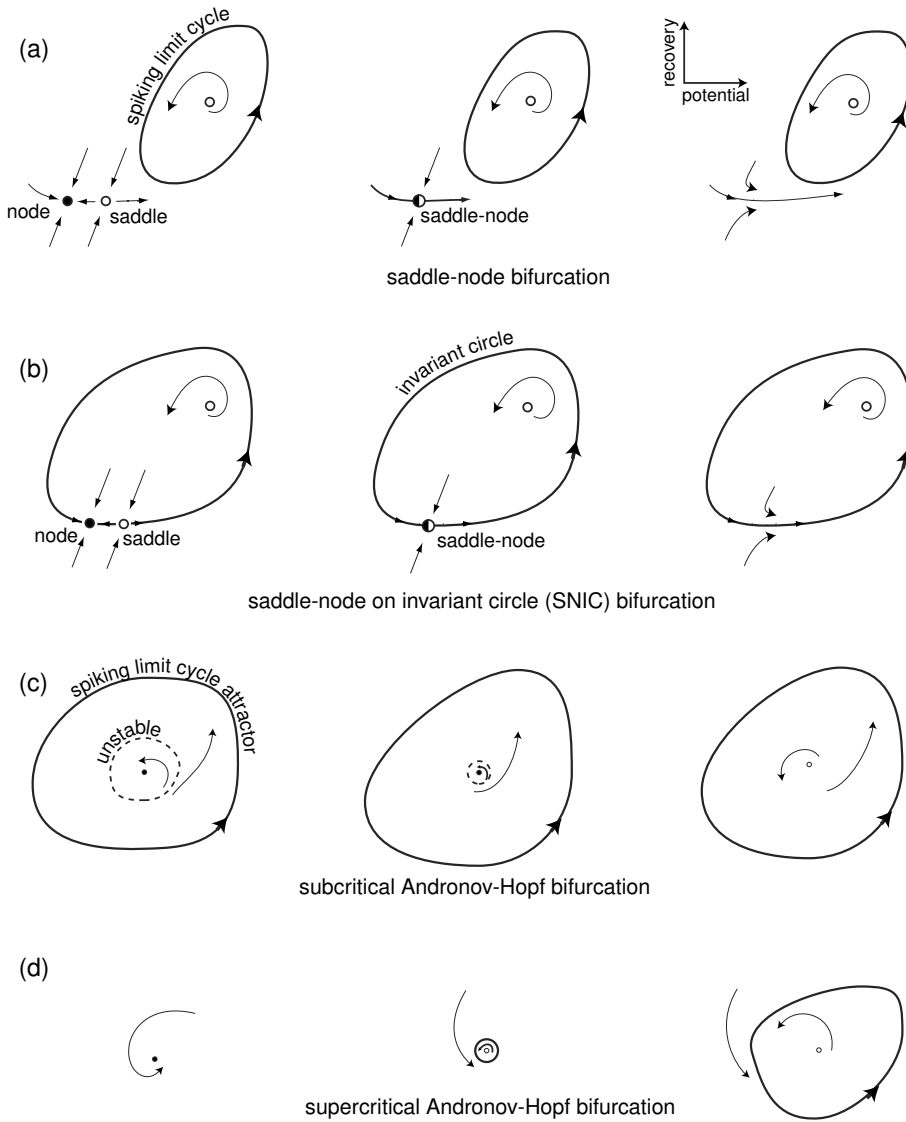 (a)
spiking limit cycle
node
saddle
saddle-node
recovery
potential
saddle-node bifurcation
(b)
invariant circle
node
saddle
saddle-node
saddle-node on invariant circle (SNIC) bifurcation
(c)
spiking limit cycle attractor
unstable
subcritical Andronov-Hopf bifurcation
(d)
supercritical Andronov-Hopf bifurcation